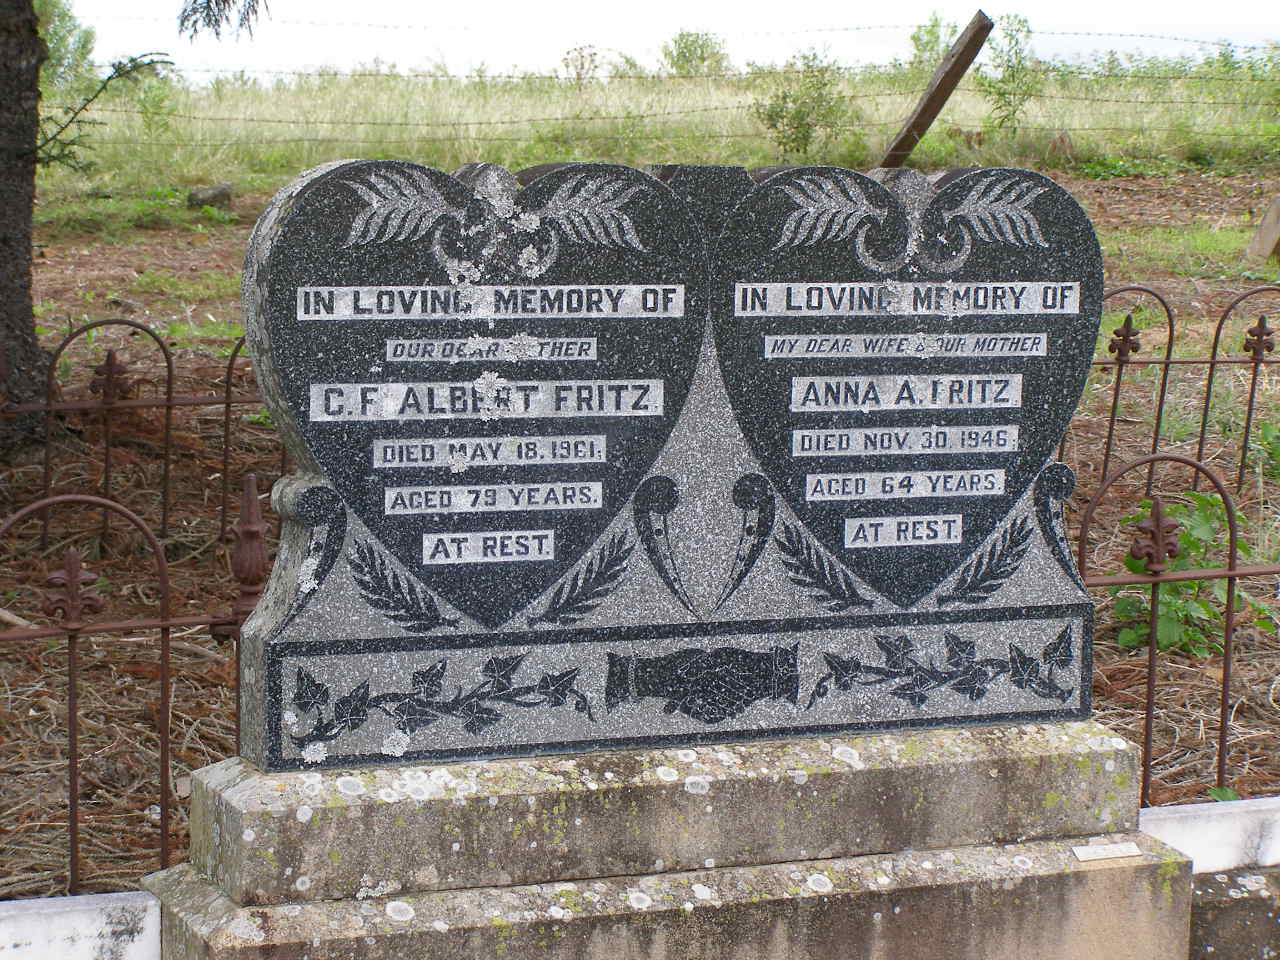 IN LOVING MEMORY OF
OUR DEAR FATHER
C.F. ALBERT FRITZ
DIED MAY 18. 1961,
AGED 79 YEARS.
AT REST
IN LOVING MEMORY OF
MY DEAR WIFE & OUR MOTHER
ANNA A. FRITZ
DIED NOV. 30. 1946.
AGED 64 YEARS.
AT REST